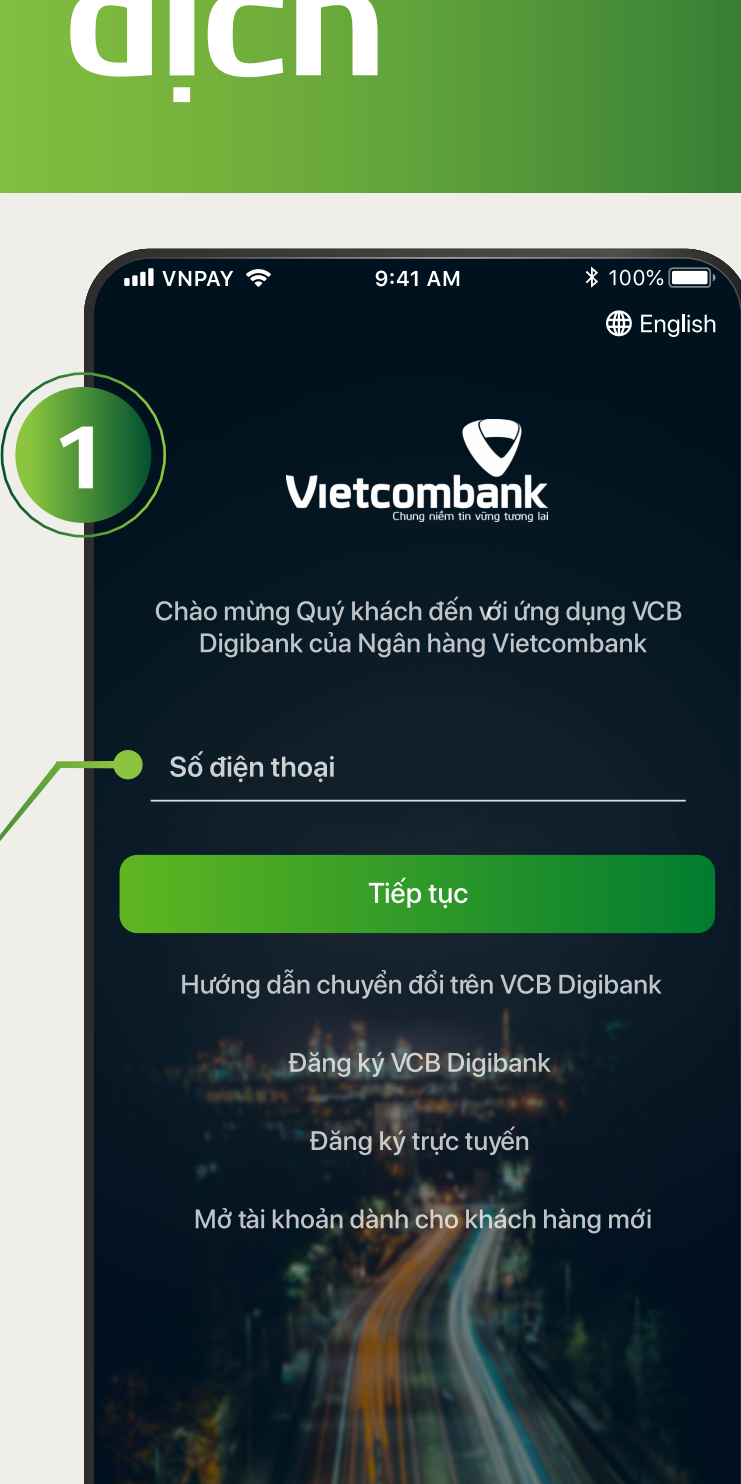 dịch
VNPAY 9:41 AM 100%
English
1
Vietcombank
Chung niềm tin vững tương lai
Chào mừng Quý khách đến với ứng dụng VCB
Digibank của Ngân hàng Vietcombank
Số điện thoại
Tiếp tục
Hướng dẫn chuyển đổi trên VCB Digibank
Đăng ký VCB Digibank
Đăng ký trực tuyến
Mở tài khoản dành cho khách hàng mới